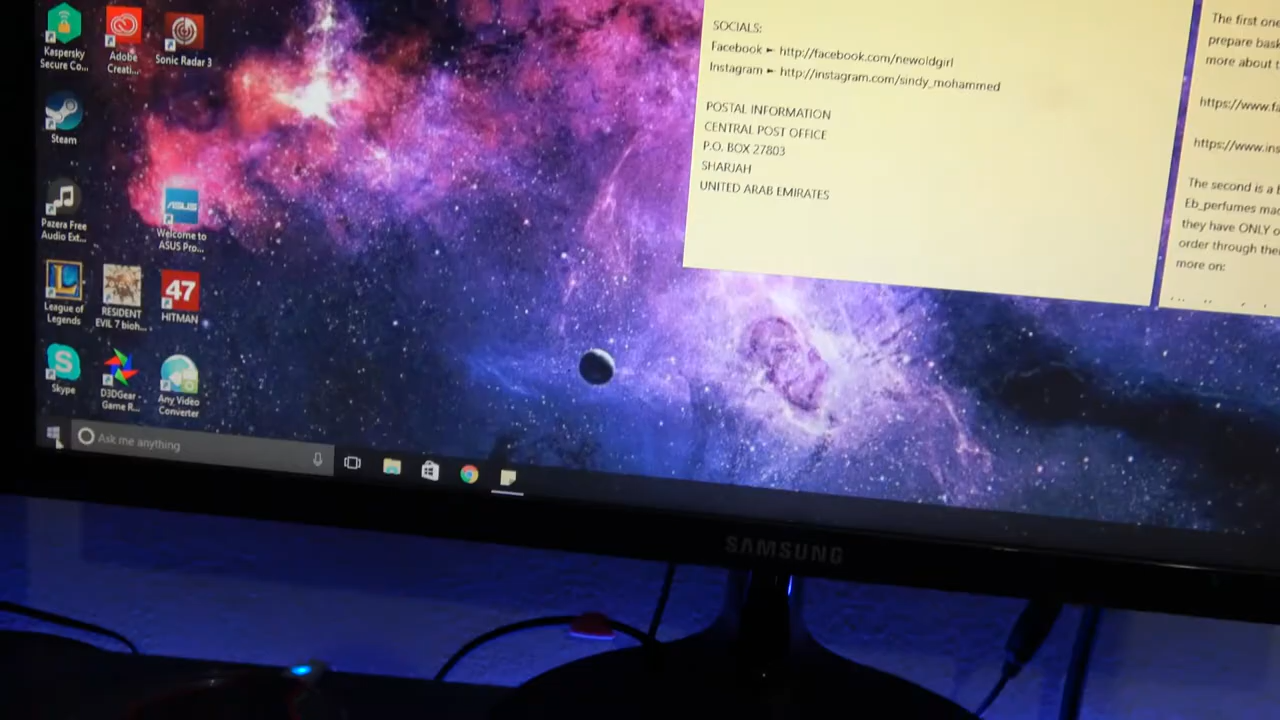 Kaspersky
Secure Co...
Adobe
Creati...
Sonic Radar 3
Steam
Pazera Free
Audio Ext...
ASUS
Welcome to
ASUS Pro...
League of
Legends
RESIDENT
EVIL 7 bioh...
47
HITMAN
Skype
D3DGear -
Game R...
Any Video
Converter
Ask me anything
SOCIALS:
Facebook ► http://facebook.com/newoldgirl
Instagram ► http://instagram.com/sindy_mohammed
POSTAL INFORMATION
CENTRAL POST OFFICE
P.O. BOX 27803
SHARJAH
UNITED ARAB EMIRATES
The first one
prepare bas
more about t
https://www.fa
https://www.ins
The second is a
Eb_perfumes ma
they have ONLY o
order through the
more on:
SAMSUNG